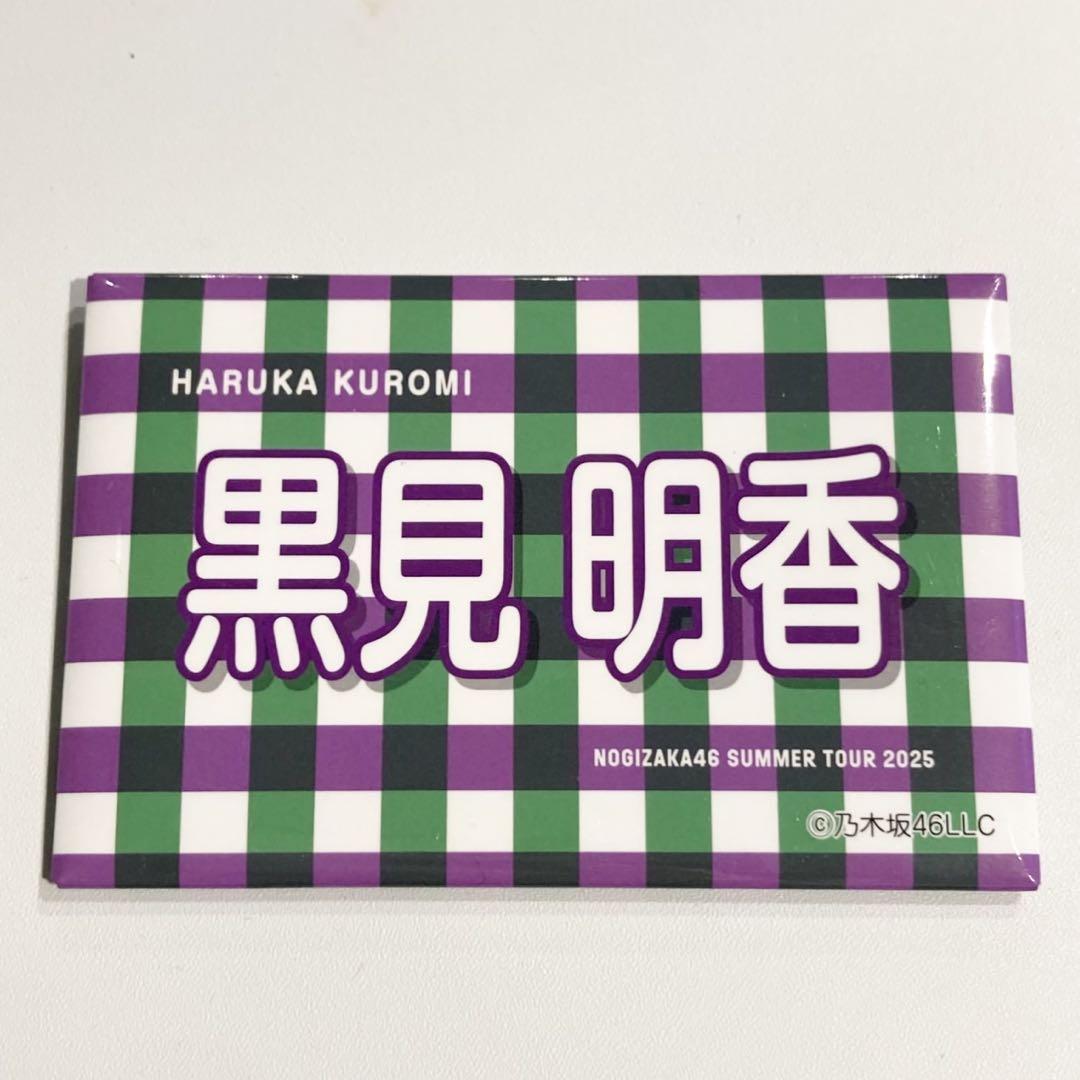 HARUKA KUROMI
黒見 明香
NOGIZAKA46 SUMMER TOUR 2025
©乃木坂46LLC